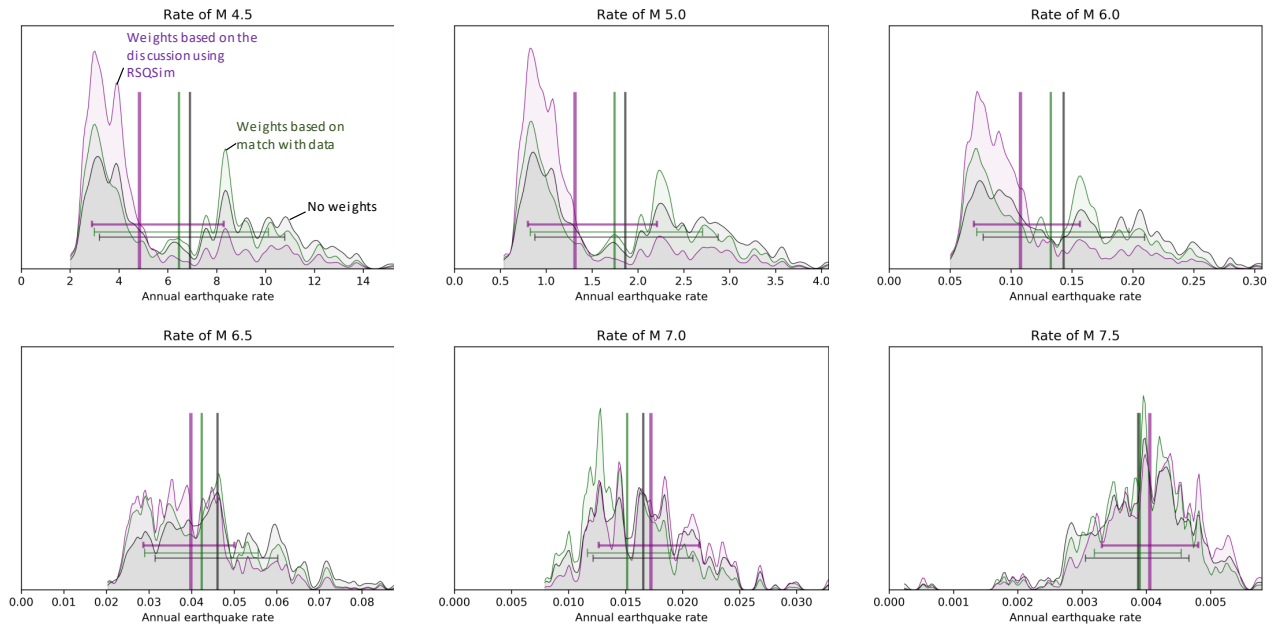 Rate of M 4.5
Rate of M 5.0
Rate of M 6.0
Weights based on the
discussion using
RSQSim
Weights based on
match with data
No weights
0 2 4 6 8 10 12 14
0.0 0.5 1.0 1.5 2.0 2.5 3.0 3.5 4.0
0.00 0.05 0.10 0.15 0.20 0.25 0.30
Annual earthquake rate
Annual earthquake rate
Annual earthquake rate
Rate of M 6.5
Rate of M 7.0
Rate of M 7.5
0.00 0.01 0.02 0.03 0.04 0.05 0.06 0.07 0.08
0.000 0.005 0.010 0.015 0.020 0.025 0.030
0.000 0.001 0.002 0.003 0.004 0.005
Annual earthquake rate
Annual earthquake rate
Annual earthquake rate